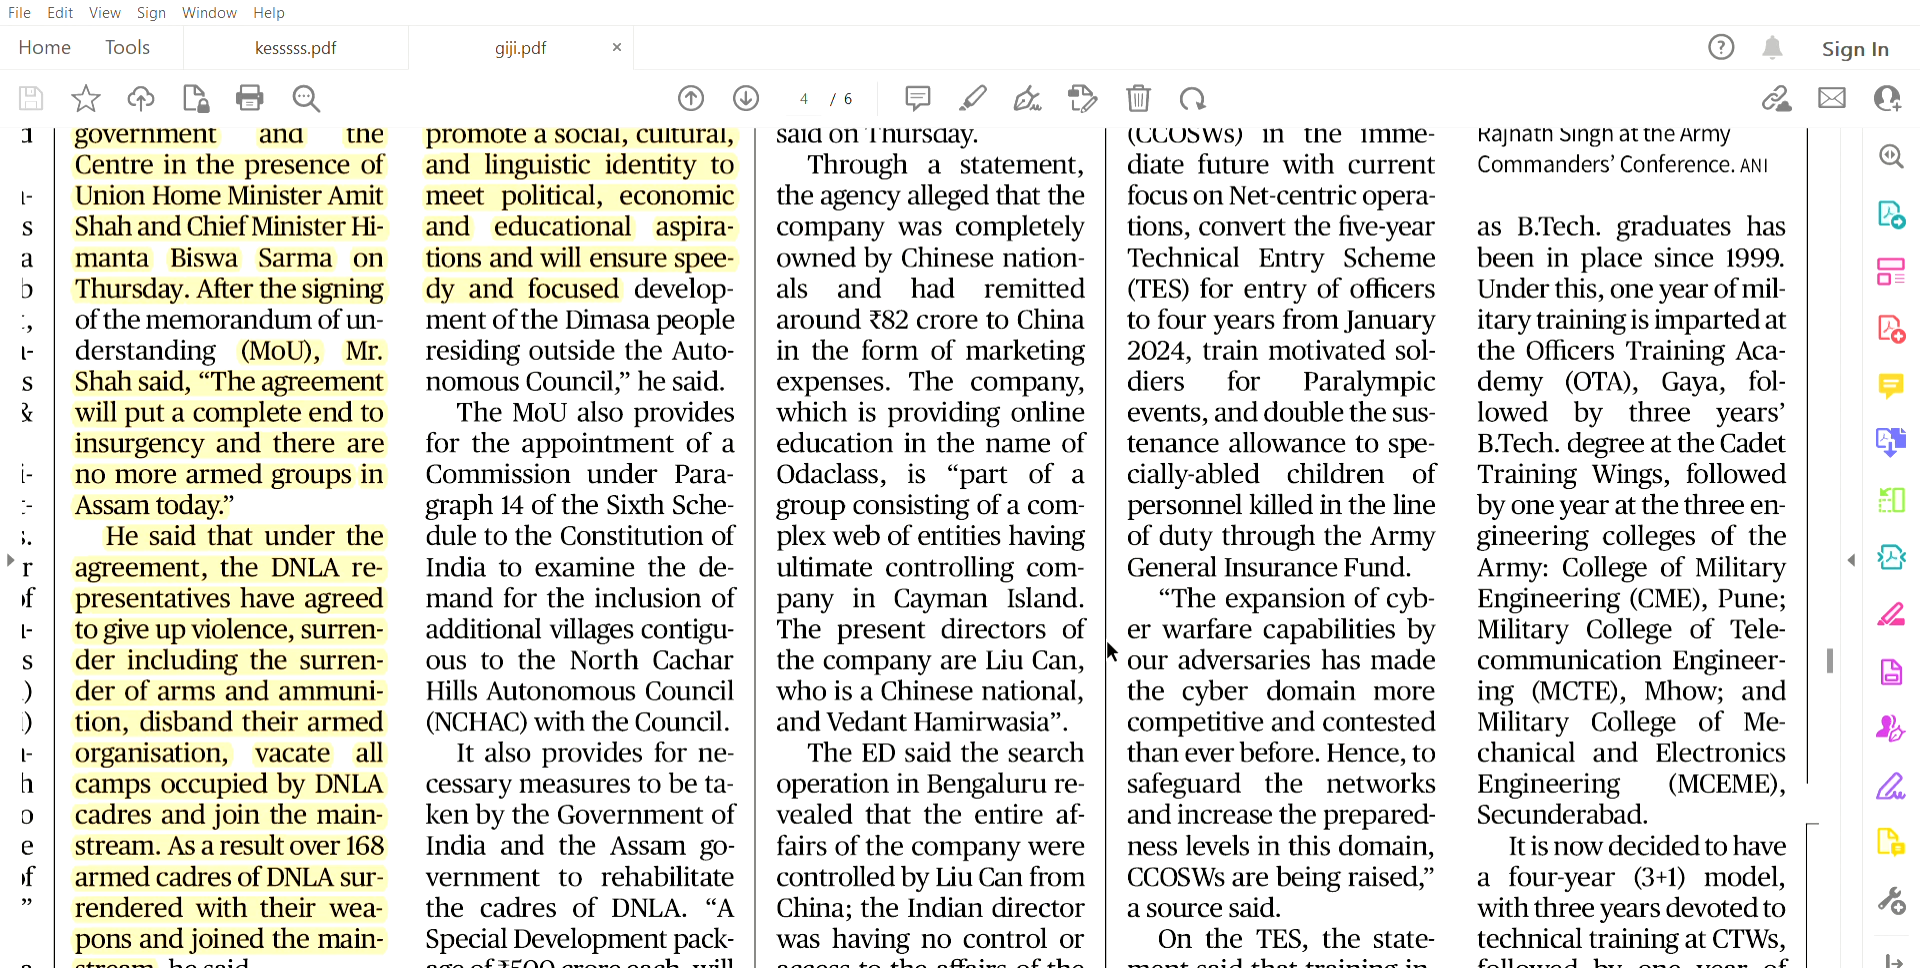 File Edit View Sign Window Help
Home Tools kesssss.pdf giji.pdf × Sign In
4 / 6
government and the
Centre in the presence of
Union Home Minister Amit
Shah and Chief Minister Hi-
manta Biswa Sarma on
Thursday. After the signing
of the memorandum of un-
derstanding (MoU), Mr.
Shah said, “The agreement
will put a complete end to
insurgency and there are
no more armed groups in
Assam today.”
He said that under the
agreement, the DNLA re-
presentatives have agreed
to give up violence, surren-
der including the surren-
der of arms and ammuni-
tion, disband their armed
organisation, vacate all
camps occupied by DNLA
cadres and join the main-
stream. As a result over 168
armed cadres of DNLA sur-
rendered with their wea-
pons and joined the main-
stream, he said.
promote a social, cultural,
and linguistic identity to
meet political, economic
and educational aspira-
tions and will ensure spee-
dy and focused develop-
ment of the Dimasa people
residing outside the Auto-
nomous Council,” he said.
The MoU also provides
for the appointment of a
Commission under Para-
graph 14 of the Sixth Sche-
dule to the Constitution of
India to examine the de-
mand for the inclusion of
additional villages contigu-
ous to the North Cachar
Hills Autonomous Council
(NCHAC) with the Council.
It also provides for ne-
cessary measures to be ta-
ken by the Government of
India and the Assam go-
vernment to rehabilitate
the cadres of DNLA. “A
Special Development pack-
age of ₹500 crore each, will
said on Thursday.
Through a statement,
the agency alleged that the
company was completely
owned by Chinese nation-
als and had remitted
around ₹82 crore to China
in the form of marketing
expenses. The company,
which is providing online
education in the name of
Odaclass, is “part of a
group consisting of a com-
plex web of entities having
ultimate controlling com-
pany in Cayman Island.
The present directors of
the company are Liu Can,
who is a Chinese national,
and Vedant Hamirwasia”.
The ED said the search
operation in Bengaluru re-
vealed that the entire af-
fairs of the company were
controlled by Liu Can from
China; the Indian director
was having no control or
access to the affairs of the
(CCOSWs) in the imme-
diate future with current
focus on Net-centric opera-
tions, convert the five-year
Technical Entry Scheme
(TES) for entry of officers
to four years from January
2024, train motivated sol-
diers for Paralympic
events, and double the sus-
tenance allowance to spe-
cially-abled children of
personnel killed in the line
of duty through the Army
General Insurance Fund.
“The expansion of cyb-
er warfare capabilities by
our adversaries has made
the cyber domain more
competitive and contested
than ever before. Hence, to
safeguard the networks
and increase the prepared-
ness levels in this domain,
CCOSWs are being raised,”
a source said.
On the TES, the state-
ment said that training in-
Rajnath Singh at the Army
Commanders’ Conference. ANI
as B.Tech. graduates has
been in place since 1999.
Under this, one year of mil-
itary training is imparted at
the Officers Training Aca-
demy (OTA), Gaya, fol-
lowed by three years’
B.Tech. degree at the Cadet
Training Wings, followed
by one year at the three en-
gineering colleges of the
Army: College of Military
Engineering (CME), Pune;
Military College of Tele-
communication Engineer-
ing (MCTE), Mhow; and
Military College of Me-
chanical and Electronics
Engineering (MCEME),
Secunderabad.
It is now decided to have
a four-year (3+1) model,
with three years devoted to
technical training at CTWs,
followed by one year of